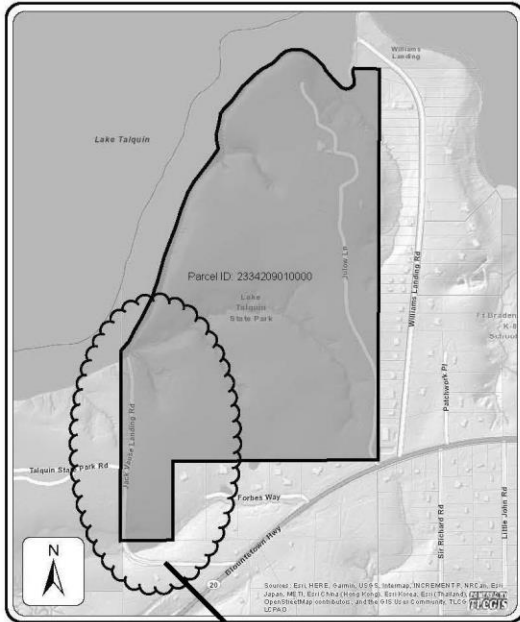 Williams
Landing
Lake Talquin
Parcel ID: 2334209010000
Lake
Talquin
State Park
Jolow Ln
Williams Landing Rd
Ft Braden
K-8
School
Patchwork Pl
Talquin State Park Rd
Jack Vause Landing Rd
Forbes Way
Blountstown Hwy
20
Sir Richard Rd
Little John Rd
N
Sources: Esri, HERE, Garmin, USGS, Intermap, INCREMENT P, NRCan, Esri
Japan, METI, Esri China (Hong Kong), Esri Korea, Esri (Thailand),
OpenStreetMap contributors, and the GIS User Community, TLCGIS
LCPAO